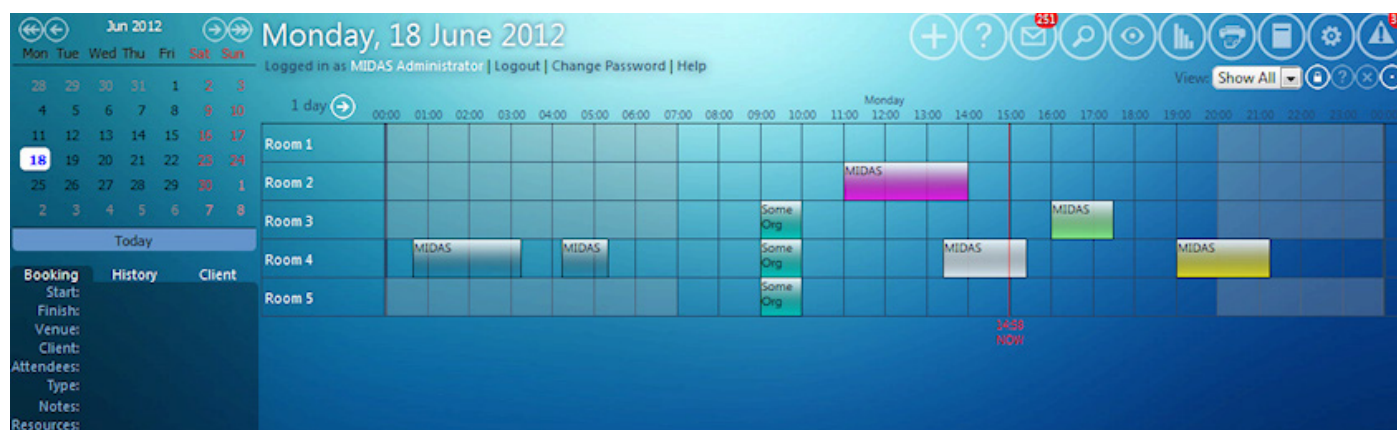 Jun 2012
Mon Tue Wed Thu Fri Sat Sun
28 29 30 31 1 2 3
4 5 6 7 8 9 10
11 12 13 14 15 16 17
18 19 20 21 22 23 24
25 26 27 28 29 30 1
2 3 4 5 6 7 8
Today
Booking History Client
Start:
Finish:
Venue:
Client:
Attendees:
Type:
Notes:
Resources:
Monday, 18 June 2012
Logged in as MIDAS Administrator | Logout | Change Password | Help
251
View: Show All
1 day
Monday
00:00 01:00 02:00 03:00 04:00 05:00 06:00 07:00 08:00 09:00 10:00 11:00 12:00 13:00 14:00 15:00 16:00 17:00 18:00 19:00 20:00 21:00 22:00 23:00
Room 1
Room 2
MIDAS
Room 3
Some
Org
MIDAS
Room 4
MIDAS
MIDAS
Some
Org
MIDAS
MIDAS
Room 5
Some
Org
14:58
NOW